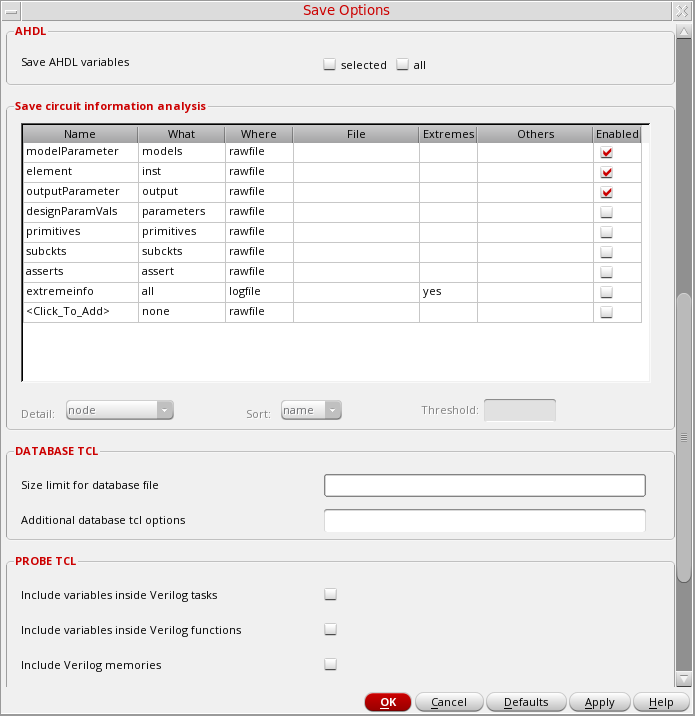 Save Options
AHDL
Save AHDL variables selected all
Save circuit information analysis
Name What Where File Extremes Others Enabled
modelParameter models rawfile
element inst rawfile
outputParameter output rawfile
designParamVals parameters rawfile
primitives primitives rawfile
subckts subckts rawfile
asserts assert rawfile
extremeinfo all logfile yes
<Click_To_Add> none rawfile
Detail: node Sort: name Threshold:
DATABASE TCL
Size limit for database file
Additional database tcl options
PROBE TCL
Include variables inside Verilog tasks
Include variables inside Verilog functions
Include Verilog memories
OK Cancel Defaults Apply Help